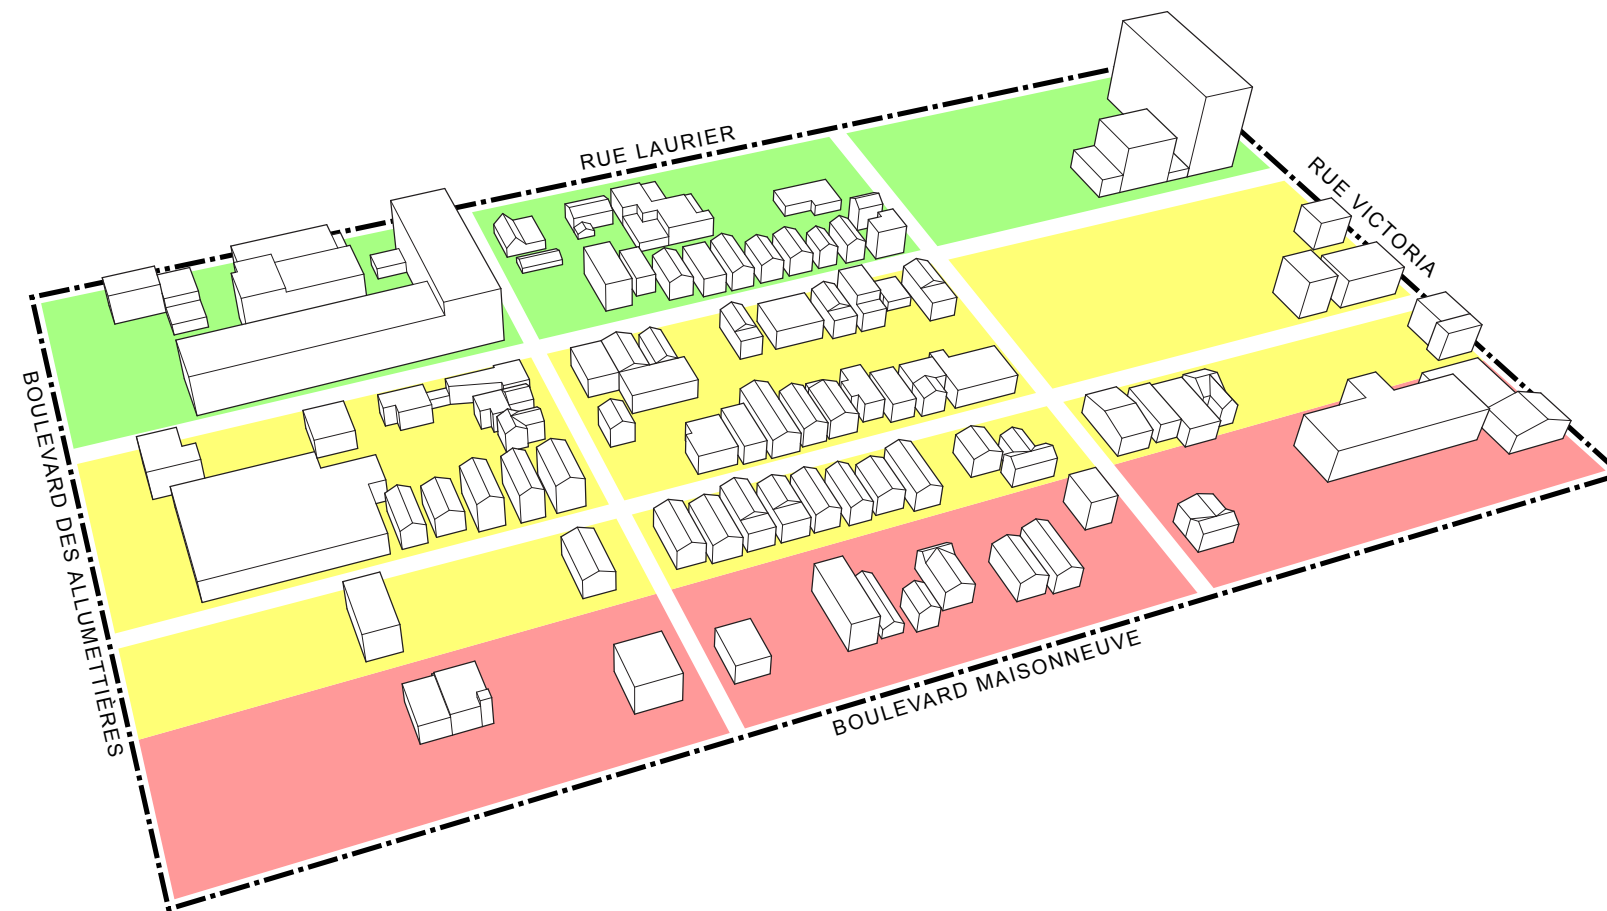 RUE LAURIER
RUE VICTORIA
BOULEVARD DES ALLUMETTIÈRES
BOULEVARD MAISONNEUVE